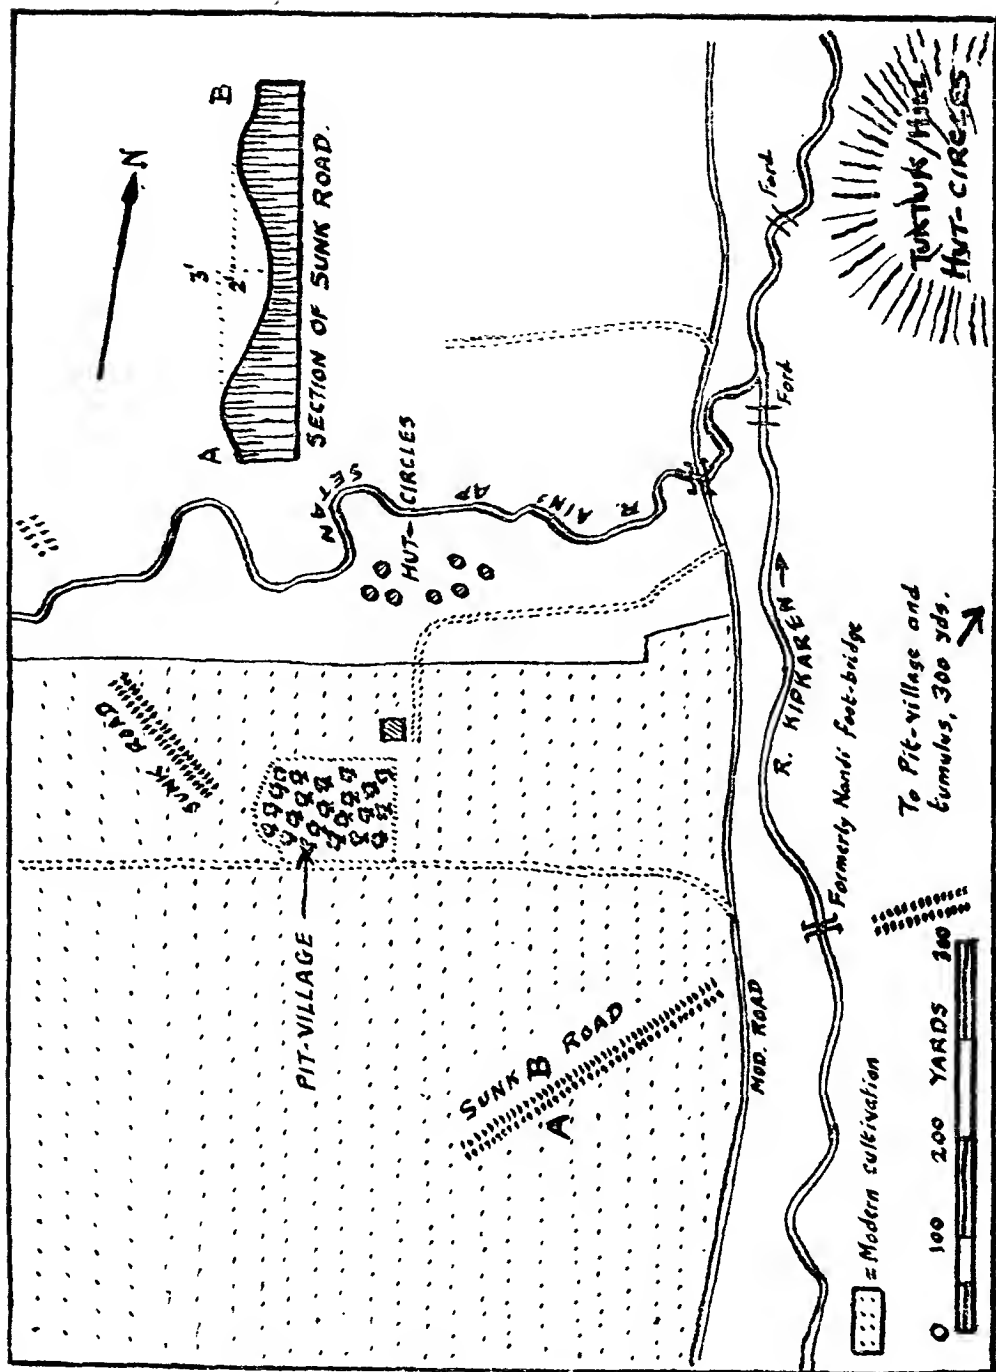 N
A
B
3'
2'
SECTION OF SUNK ROAD.
SUNK ROAD
HUT-CIRCLES
R. AIN' AP SETAN
PIT-VILLAGE
SUNK ROAD
A
B
MOD. ROAD
R. KIPKAREN
Ford
Ford
Formerly Nandi foot-bridge
TUKTUK HILL
HUT-CIRCLES
To Pit-village and
tumulus, 300 yds.
= Modern cultivation
0 100 200 YARDS 300